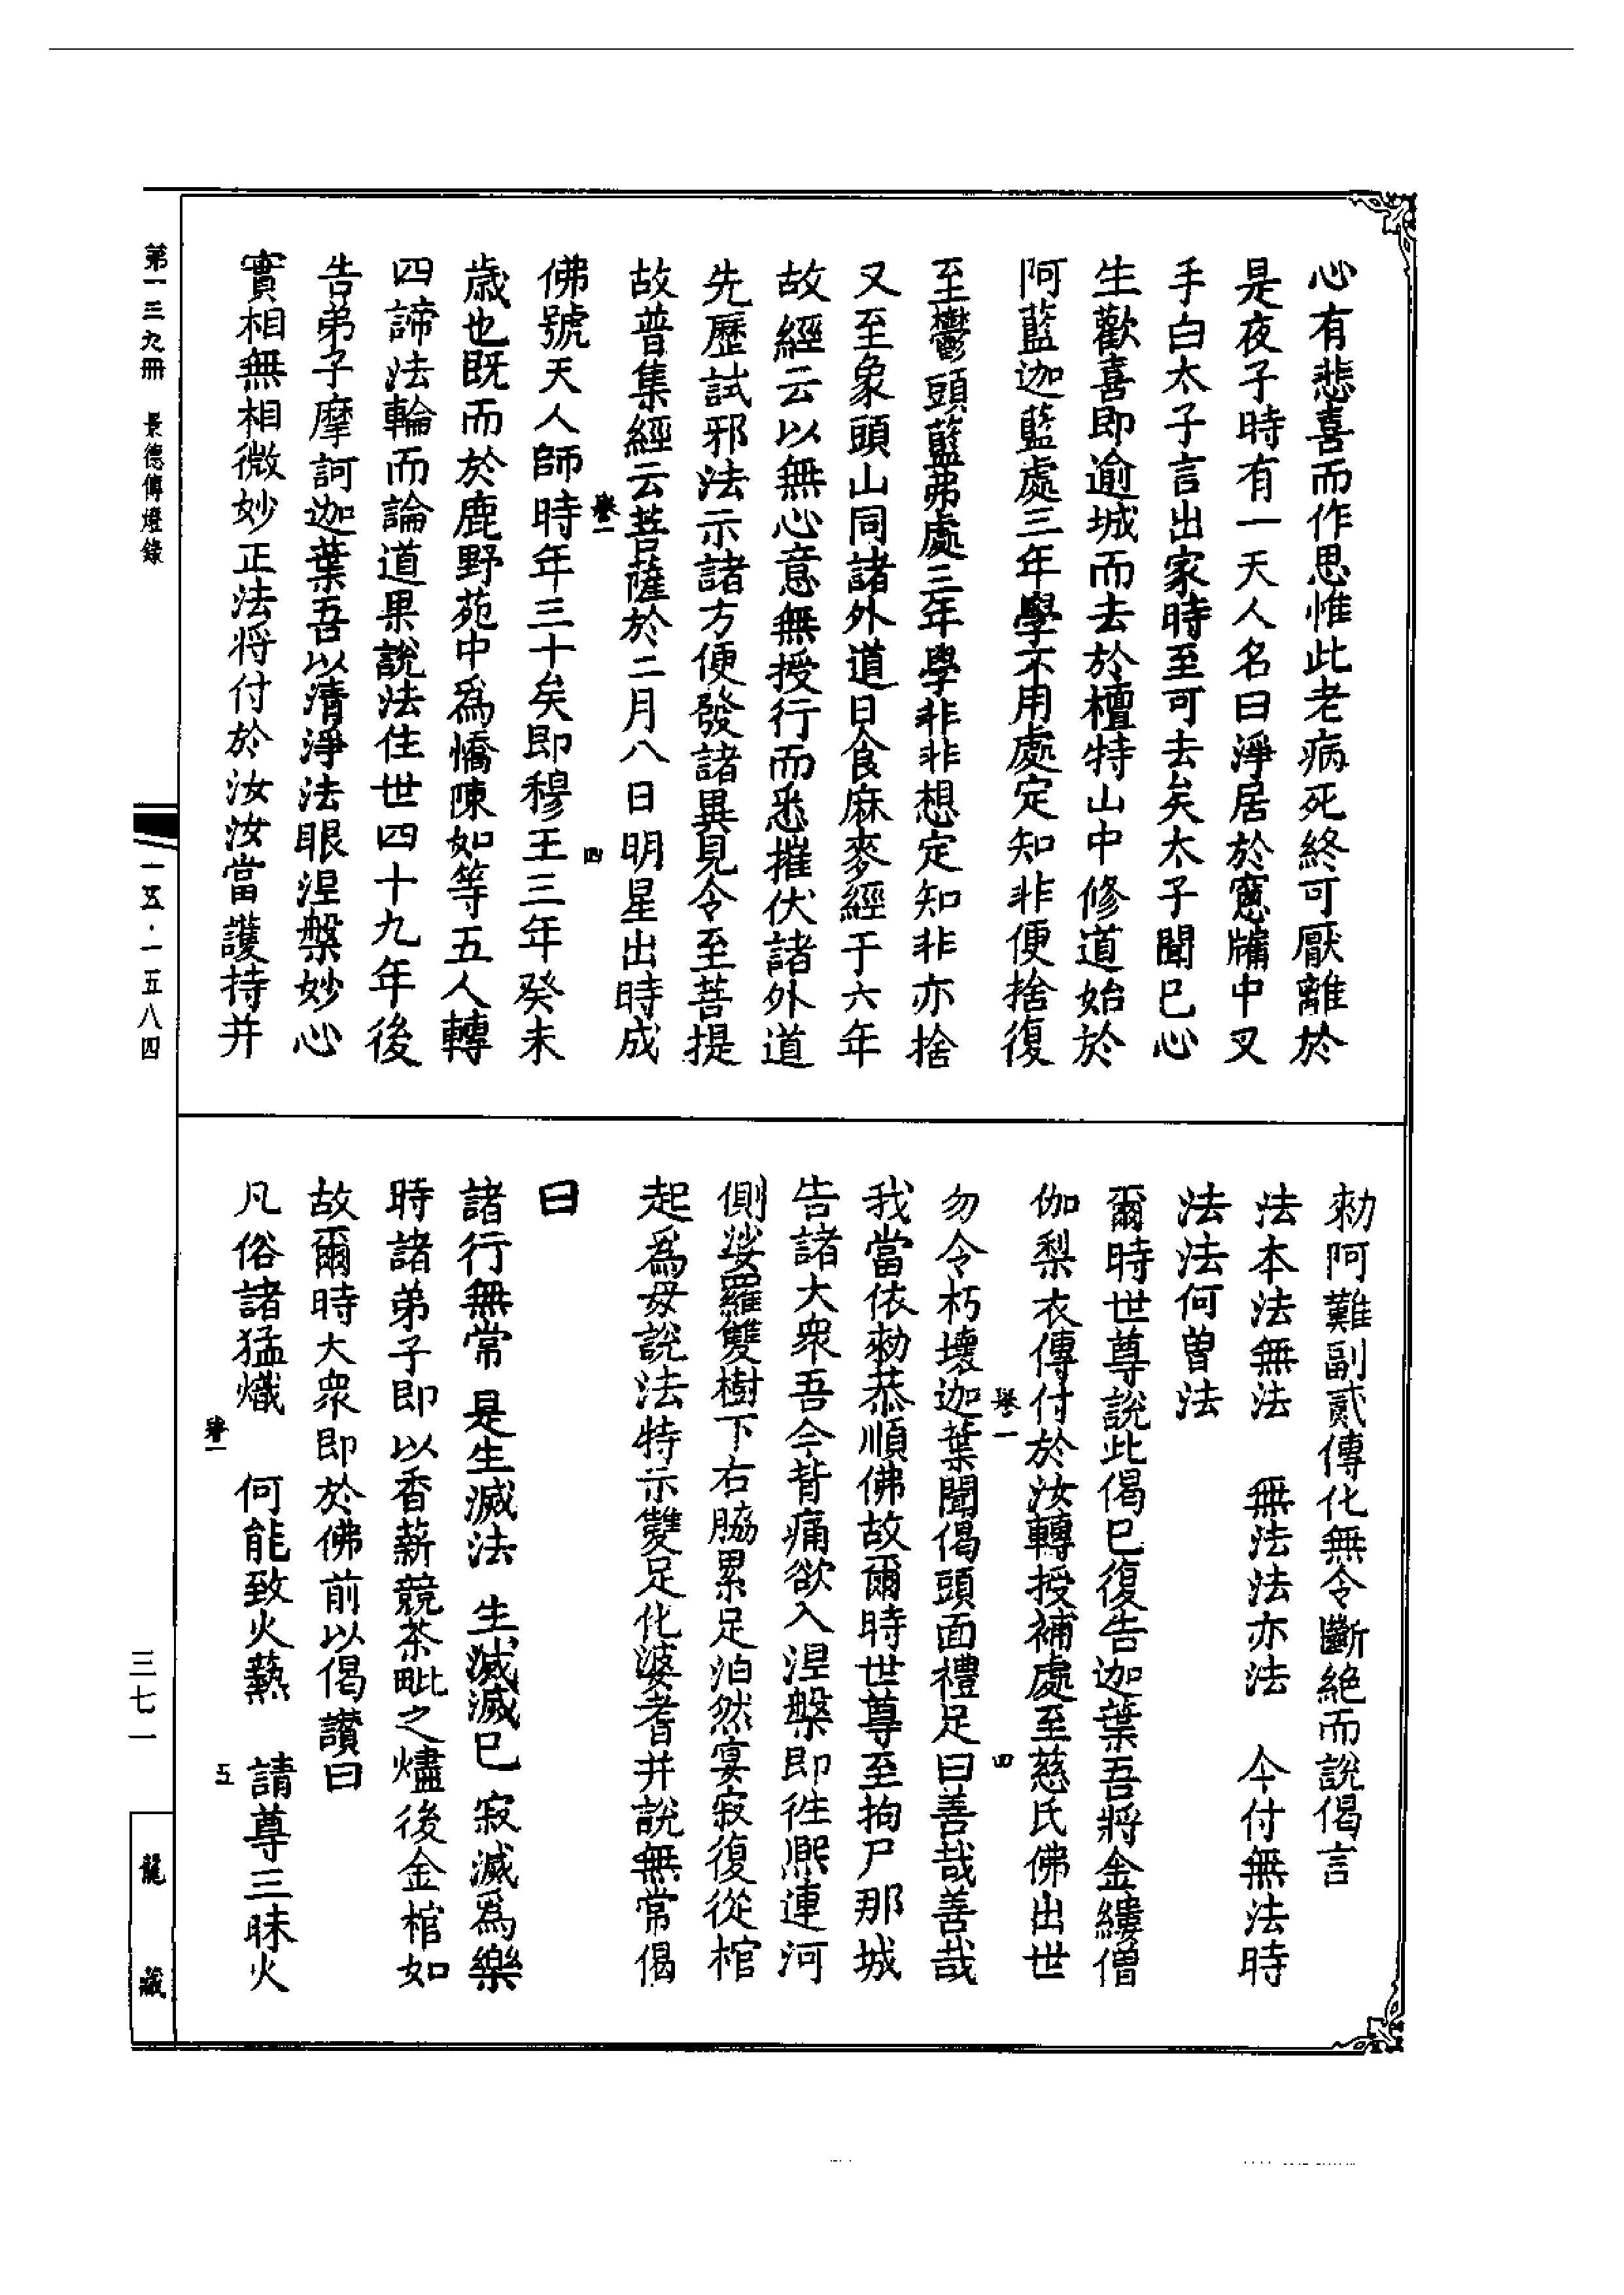 心有悲喜而作思惟此老病死終可厭離於
是夜子時有一天人名曰淨居於窻牖中叉
手白太子言出家時至可去矣太子聞已心
生歡喜即逾城而去於檀特山中修道始於
阿藍迦藍處三年學不用處定知非便捨復
至鬱頭藍弗處三年學非非想定知非亦捨
又至象頭山同諸外道日食麻麥經于六年
故經云以無心意無授行而悉摧伏諸外道
先歷試邪法示諸方便發諸異見令至菩提
故普集經云菩薩於二月八日明星出時成
四
佛號天人師時年三十矣即穆王三年癸未
歲也既而於鹿野苑中爲憍陳如等五人轉
四諦法輪而論道果說法住世四十九年後
告弟子摩訶迦葉吾以清淨法眼涅槃妙心
實相無相微妙正法將付於汝汝當護持并
勑阿難副貳傳化無令斷絕而說偈言
法本法無法　無法法亦法　今付無法時
法法何曾法
爾時世尊說此偈已復告迦葉吾將金縷僧
伽梨衣傳付於汝轉授補處至慈氏佛出世
四
勿令朽壞迦葉聞偈頭面禮足曰善哉善哉
我當依勑恭順佛故爾時世尊至拘尸那城
告諸大衆吾今背痛欲入涅槃即往熙連河
側娑羅雙樹下右脇累足泊然宴寂復從棺
起爲母說法特示雙足化婆耆并說無常偈
曰
諸行無常　是生滅法　生滅滅已　寂滅爲樂
時諸弟子即以香薪競茶毗之燼後金棺如
故爾時大衆即於佛前以偈讚曰
凡俗諸猛熾　何能致火爇　請尊三昧火
五
第一三九冊　景德傳燈錄
一五·一五八四
三七一
龍藏